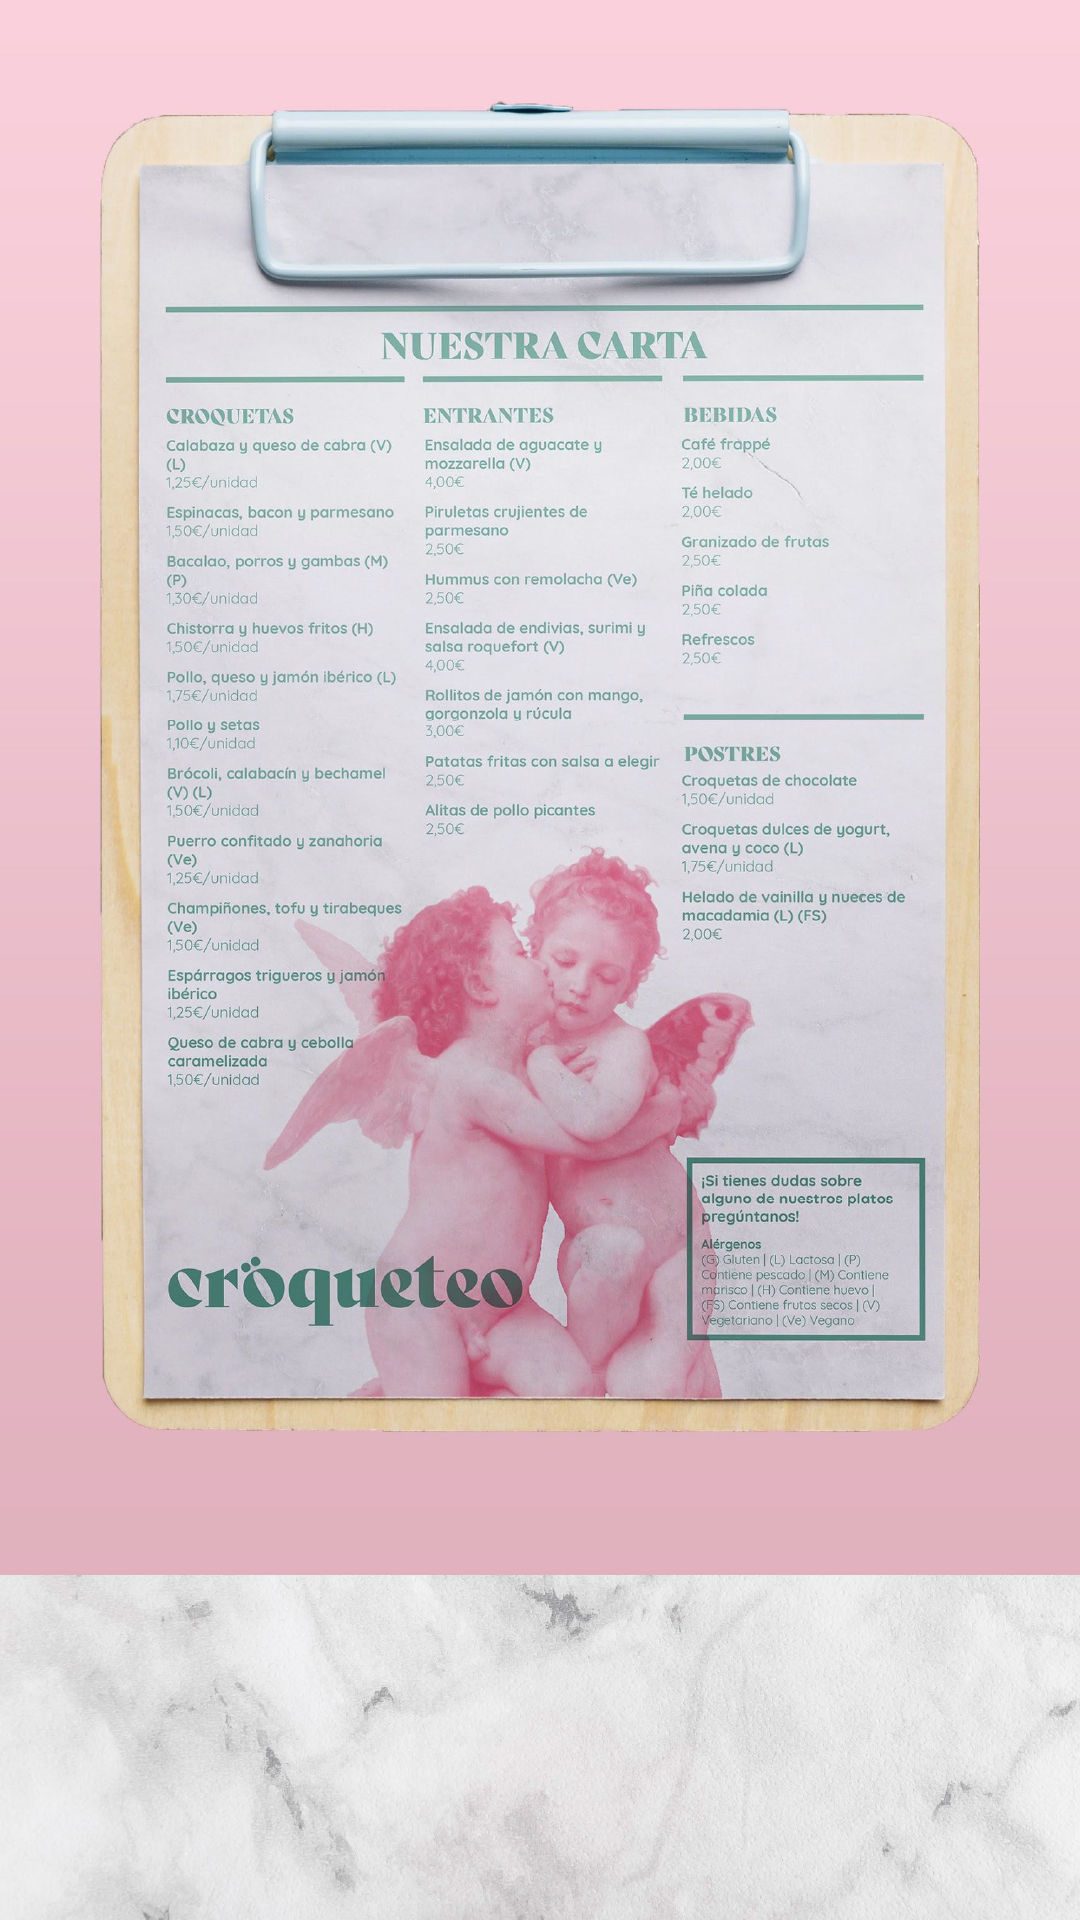 NUESTRA CARTA
CROQUETAS
Calabaza y queso de cabra (V)
(L)
1,25€/unidad
Espinacas, bacon y parmesano
1,50€/unidad
Bacalao, porros y gambas (M)
(P)
1,30€/unidad
Chistorra y huevos fritos (H)
1,50€/unidad
Pollo, queso y jamón ibérico (L)
1,75€/unidad
Pollo y setas
1,10€/unidad
Brócoli, calabacín y bechamel
(V) (L)
1,50€/unidad
Puerro confitado y zanahoria
(Ve)
1,25€/unidad
Champiñones, tofu y tirabeques
(Ve)
1,50€/unidad
Espárragos trigueros y jamón
ibérico
1,25€/unidad
Queso de cabra y cebolla
caramelizada
1,50€/unidad
ENTRANTES
Ensalada de aguacate y
mozzarella (V)
4,00€
Piruletas crujientes de
parmesano
2,50€
Hummus con remolacha (Ve)
2,50€
Ensalada de endivias, surimi y
salsa roquefort (V)
4,00€
Rollitos de jamón con mango,
gorgonzola y rúcula
3,00€
Patatas fritas con salsa a elegir
2,50€
Alitas de pollo picantes
2,50€
BEBIDAS
Café frappé
2,00€
Té helado
2,00€
Granizado de frutas
2,50€
Piña colada
2,50€
Refrescos
2,50€
POSTRES
Croquetas de chocolate
1,50€/unidad
Croquetas dulces de yogurt,
avena y coco (L)
1,75€/unidad
Helado de vainilla y nueces de
macadamia (L) (FS)
2,00€
¡Si tienes dudas sobre
alguno de nuestros platos
pregúntanos!
Alérgenos
(G) Gluten | (L) Lactosa | (P)
Contiene pescado | (M) Contiene
marisco | (H) Contiene huevo |
(FS) Contiene frutos secos | (V)
Vegetariano | (Ve) Vegano
cröqueteo